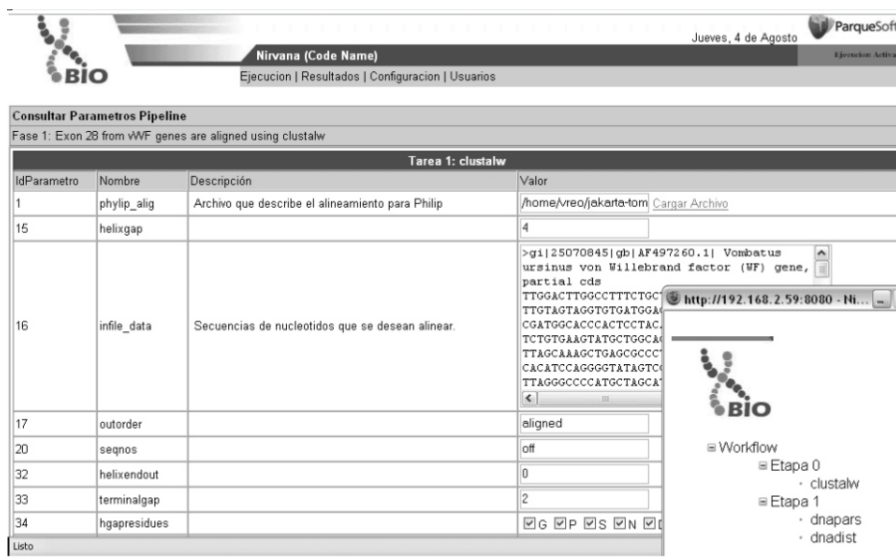 BIO
Jueves, 4 de Agosto
ParqueSoft
Nirvana (Code Name)
Ejecucion | Resultados | Configuracion | Usuarios
Consultar Parametros Pipeline
Fase 1: Exon 28 from vWF genes are aligned using clustalw
Tarea 1: clustalw
IdParametro Nombre Descripción Valor
1 phylip_alig Archivo que describe el alineamiento para Philip /home/vreo/jakarta-tom Cargar Archivo
15 helixgap 4
16 infile_data Secuencias de nucleotidos que se desean alinear.
>gi|25070845|gb|AF497260.1| Vombatus
ursinus von Willebrand factor (WF) gene,
partial cds
TTGGACTTGGCCTTTCTGC
TTGTAGTAGGTGTGATGGA
CGATGGCACCCACTCCTAC
TCTGTGAAGTATGCTGGCA
TTAGCAAAGCTGAGCGCCC
CACATCCAGGGGTATAGTC
TTAGGGCCCCATGCTAGCA
17 outorder aligned
20 seqnos off
32 helixendout 0
33 terminalgap 2
34 hgapresidues G P S N
Listo
http://192.168.2.59:8080 - Ni...
BIO
Workflow
Etapa 0
clustalw
Etapa 1
dnapars
dnadist